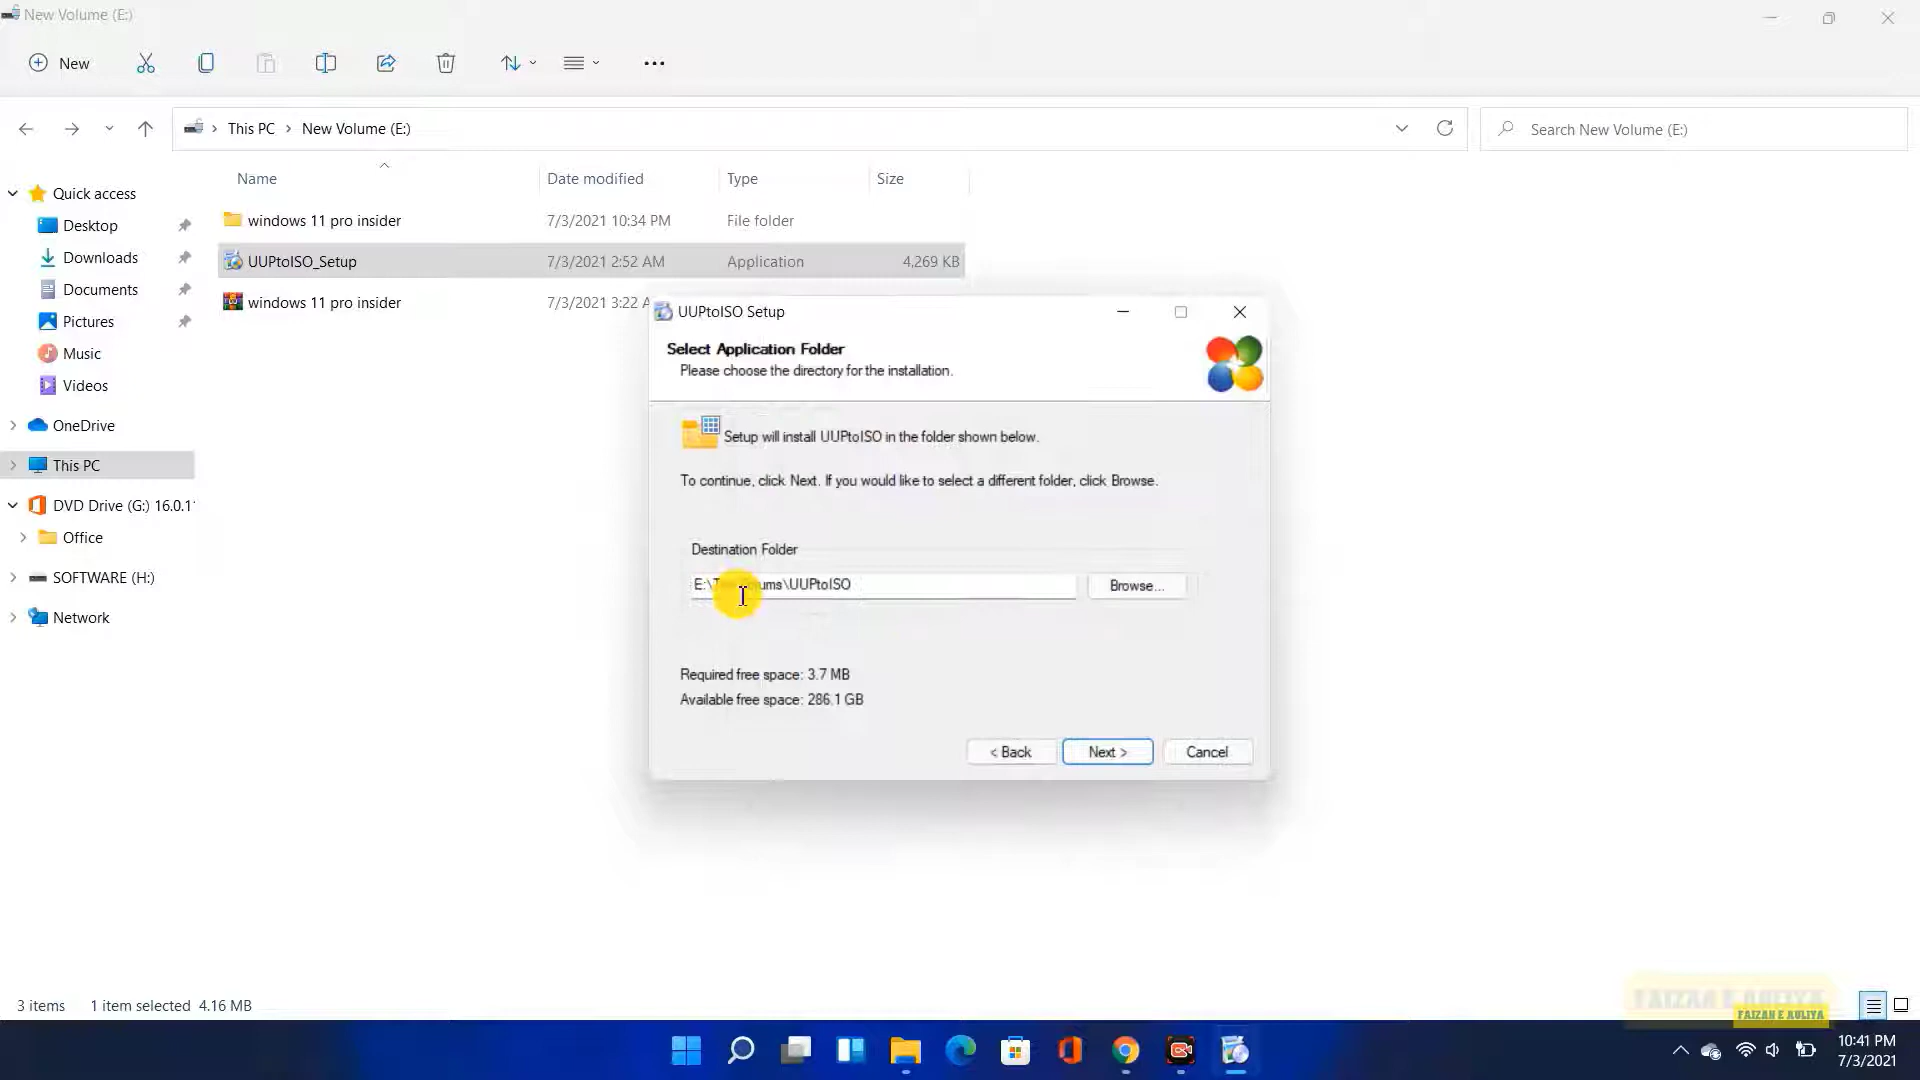 New Volume (E:)
New
This PC
New Volume (E:)
Search New Volume (E:)
Name
Date modified
Type
Size
Quick access
Desktop
Downloads
Documents
Pictures
Music
Videos
OneDrive
This PC
DVD Drive (G:) 16.0.1
Office
SOFTWARE (H:)
Network
windows 11 pro insider
7/3/2021 10:34 PM
File folder
UUPtoISO_Setup
7/3/2021 2:52 AM
Application
4,269 KB
windows 11 pro insider
7/3/2021 3:22
UUPtoISO Setup
Select Application Folder
Please choose the directory for the installation.
Setup will install UUPtoISO in the folder shown below.
To continue, click Next. If you would like to select a different folder, click Browse.
Destination Folder
E:\ \UUPtoISO
Browse...
Required free space: 3.7 MB
Available free space: 286.1 GB
< Back
Next >
Cancel
3 items
1 item selected 4.16 MB
FAIZAN E AULIYA
FAIZAN E AULIYA
10:41 PM
7/3/2021